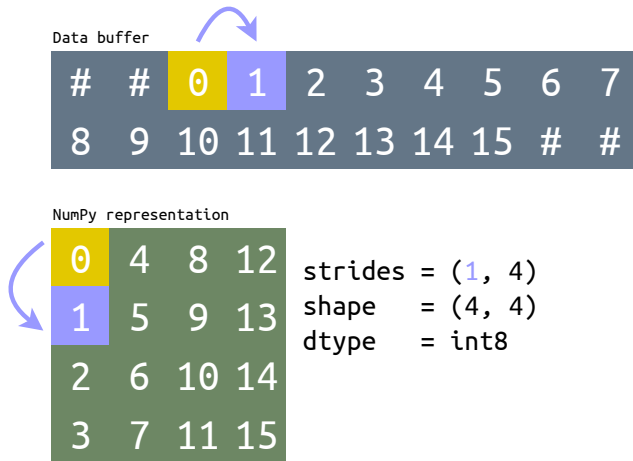 Data buffer
# # 0 1 2 3 4 5 6 7
8 9 10 11 12 13 14 15 # #
NumPy representation
0 4 8 12
1 5 9 13
2 6 10 14
3 7 11 15
strides = (1, 4)
shape = (4, 4)
dtype = int8